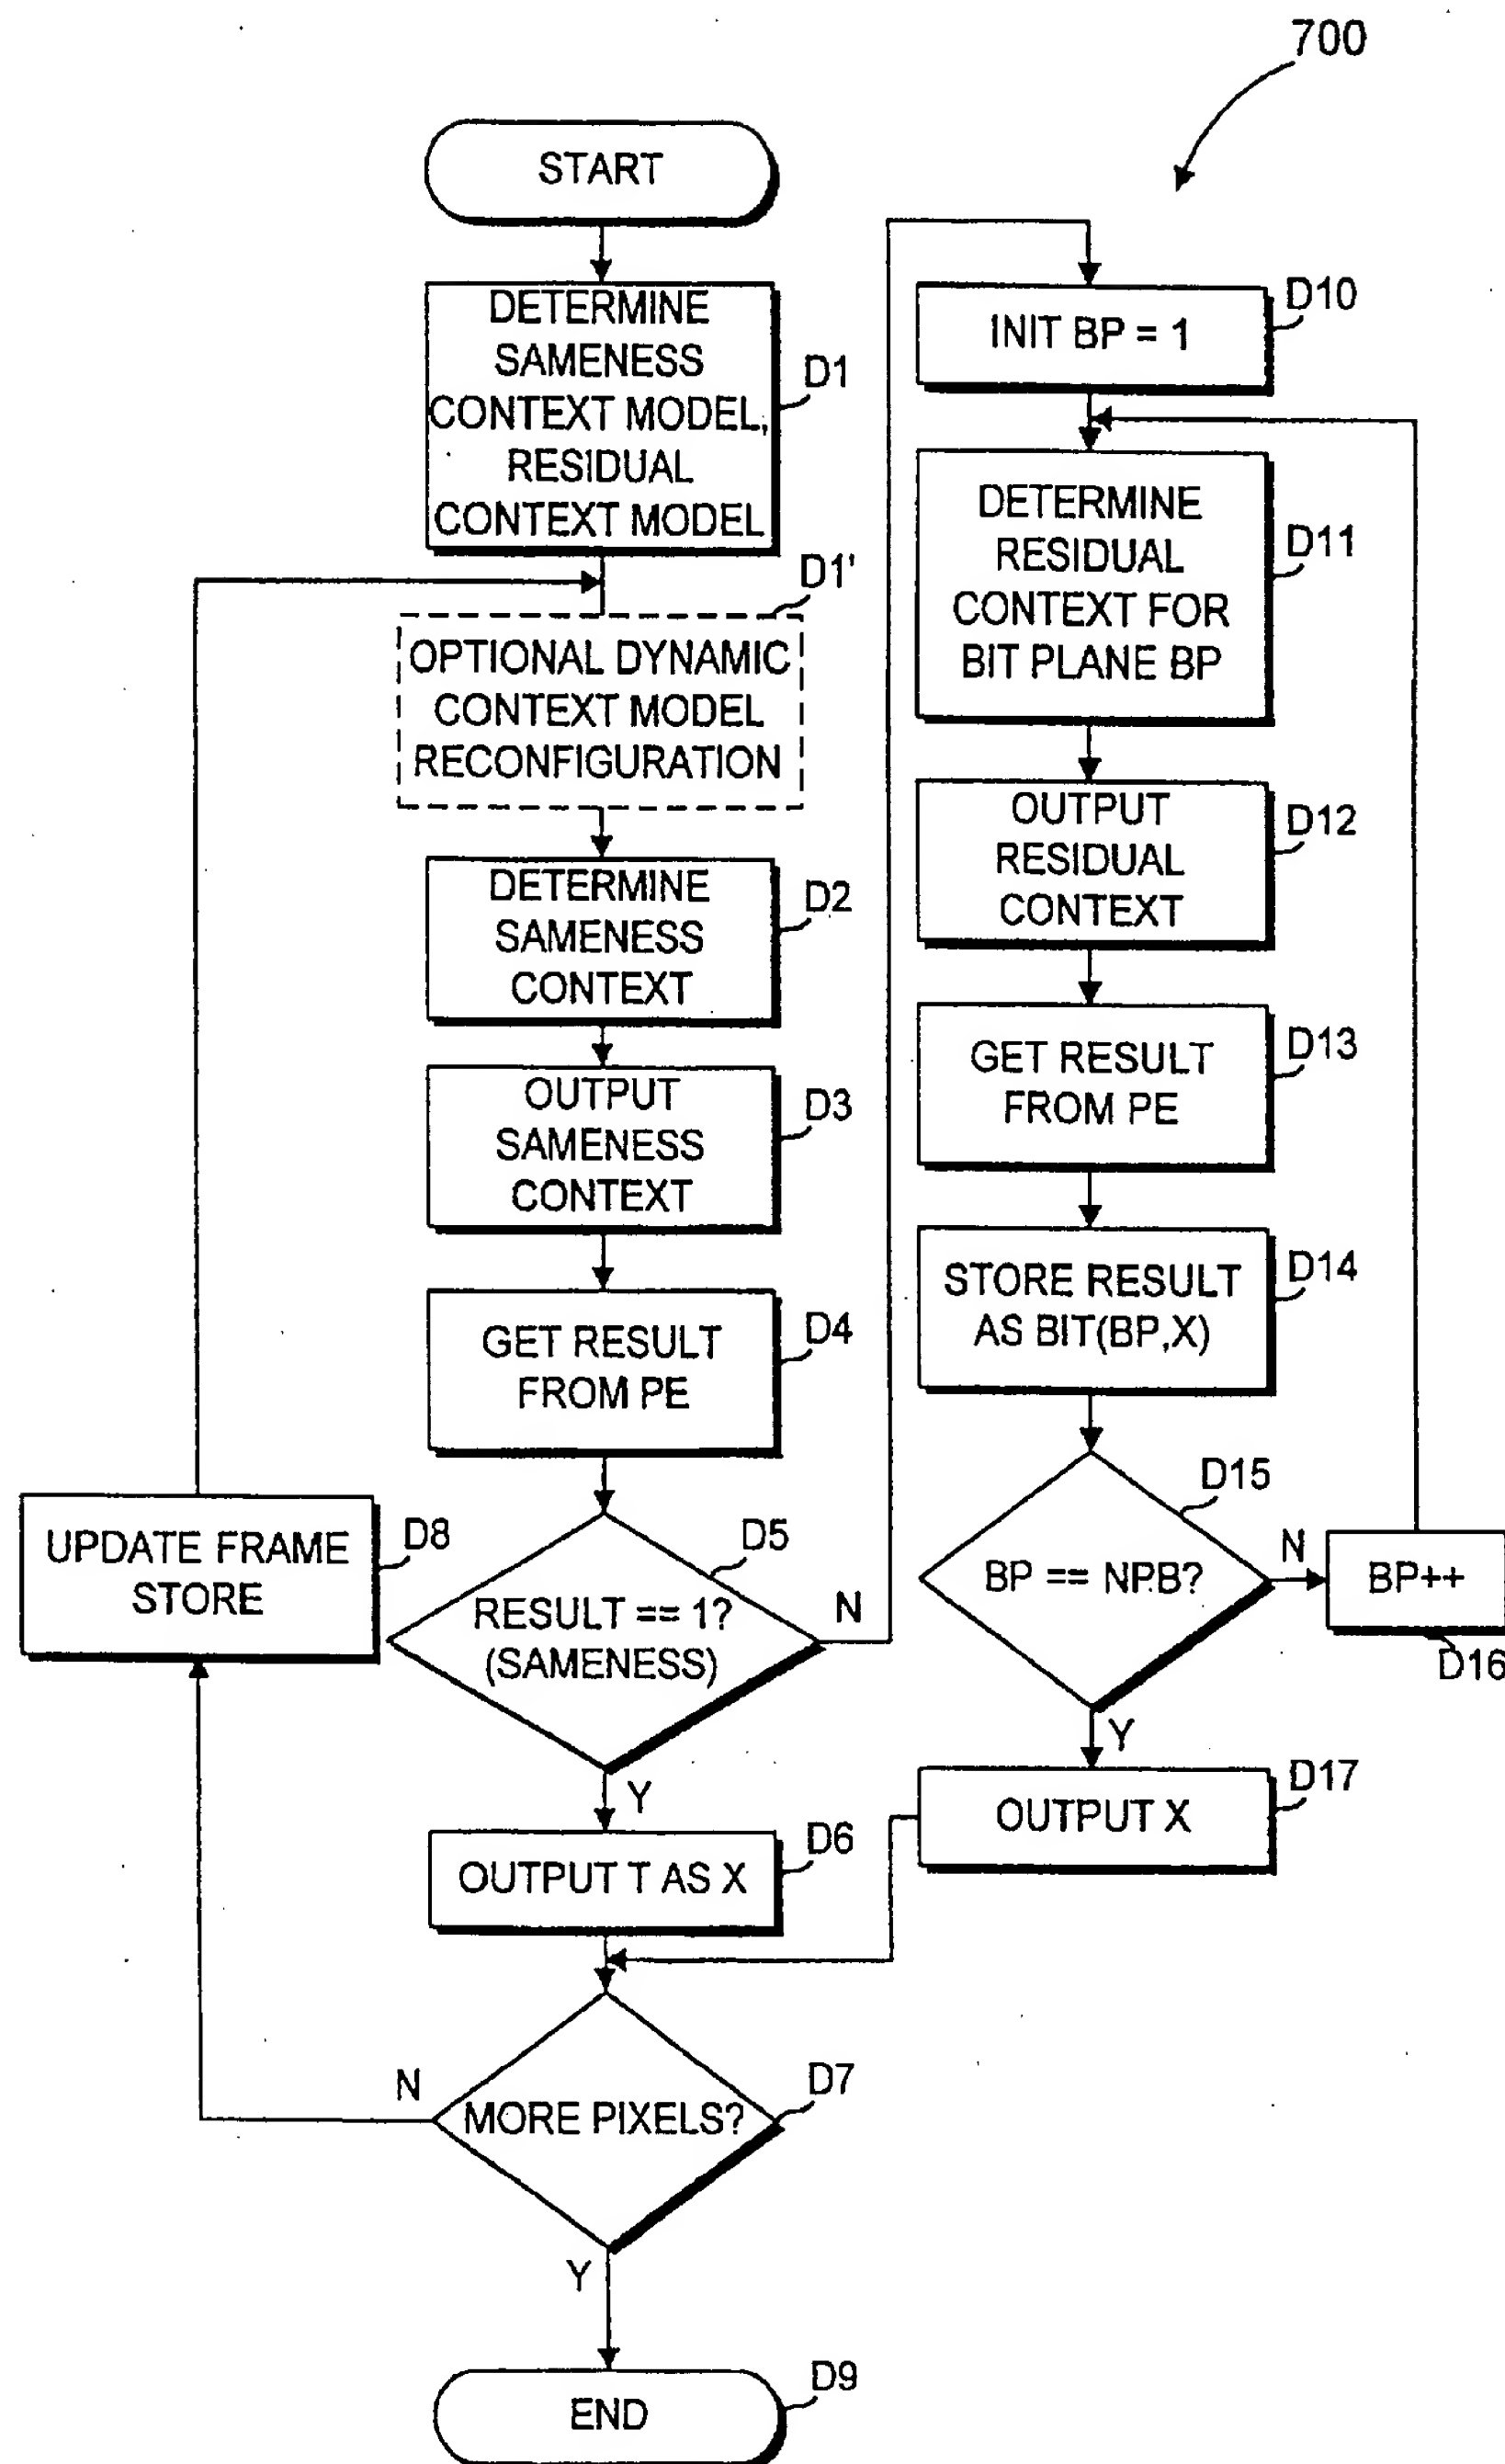 700
START
DETERMINE
SAMENESS
CONTEXT MODEL,
RESIDUAL
CONTEXT MODEL
D1
D1'
OPTIONAL DYNAMIC
CONTEXT MODEL
RECONFIGURATION
DETERMINE
SAMENESS
CONTEXT
D2
OUTPUT
SAMENESS
CONTEXT
D3
GET RESULT
FROM PE
D4
RESULT == 1?
(SAMENESS)
D5
N
Y
OUTPUT T AS X
D6
MORE PIXELS?
D7
N
Y
UPDATE FRAME
STORE
D8
END
D9
INIT BP = 1
D10
DETERMINE
RESIDUAL
CONTEXT FOR
BIT PLANE BP
D11
OUTPUT
RESIDUAL
CONTEXT
D12
GET RESULT
FROM PE
D13
STORE RESULT
AS BIT(BP,X)
D14
BP == NPB?
D15
N
BP++
D16
Y
OUTPUT X
D17